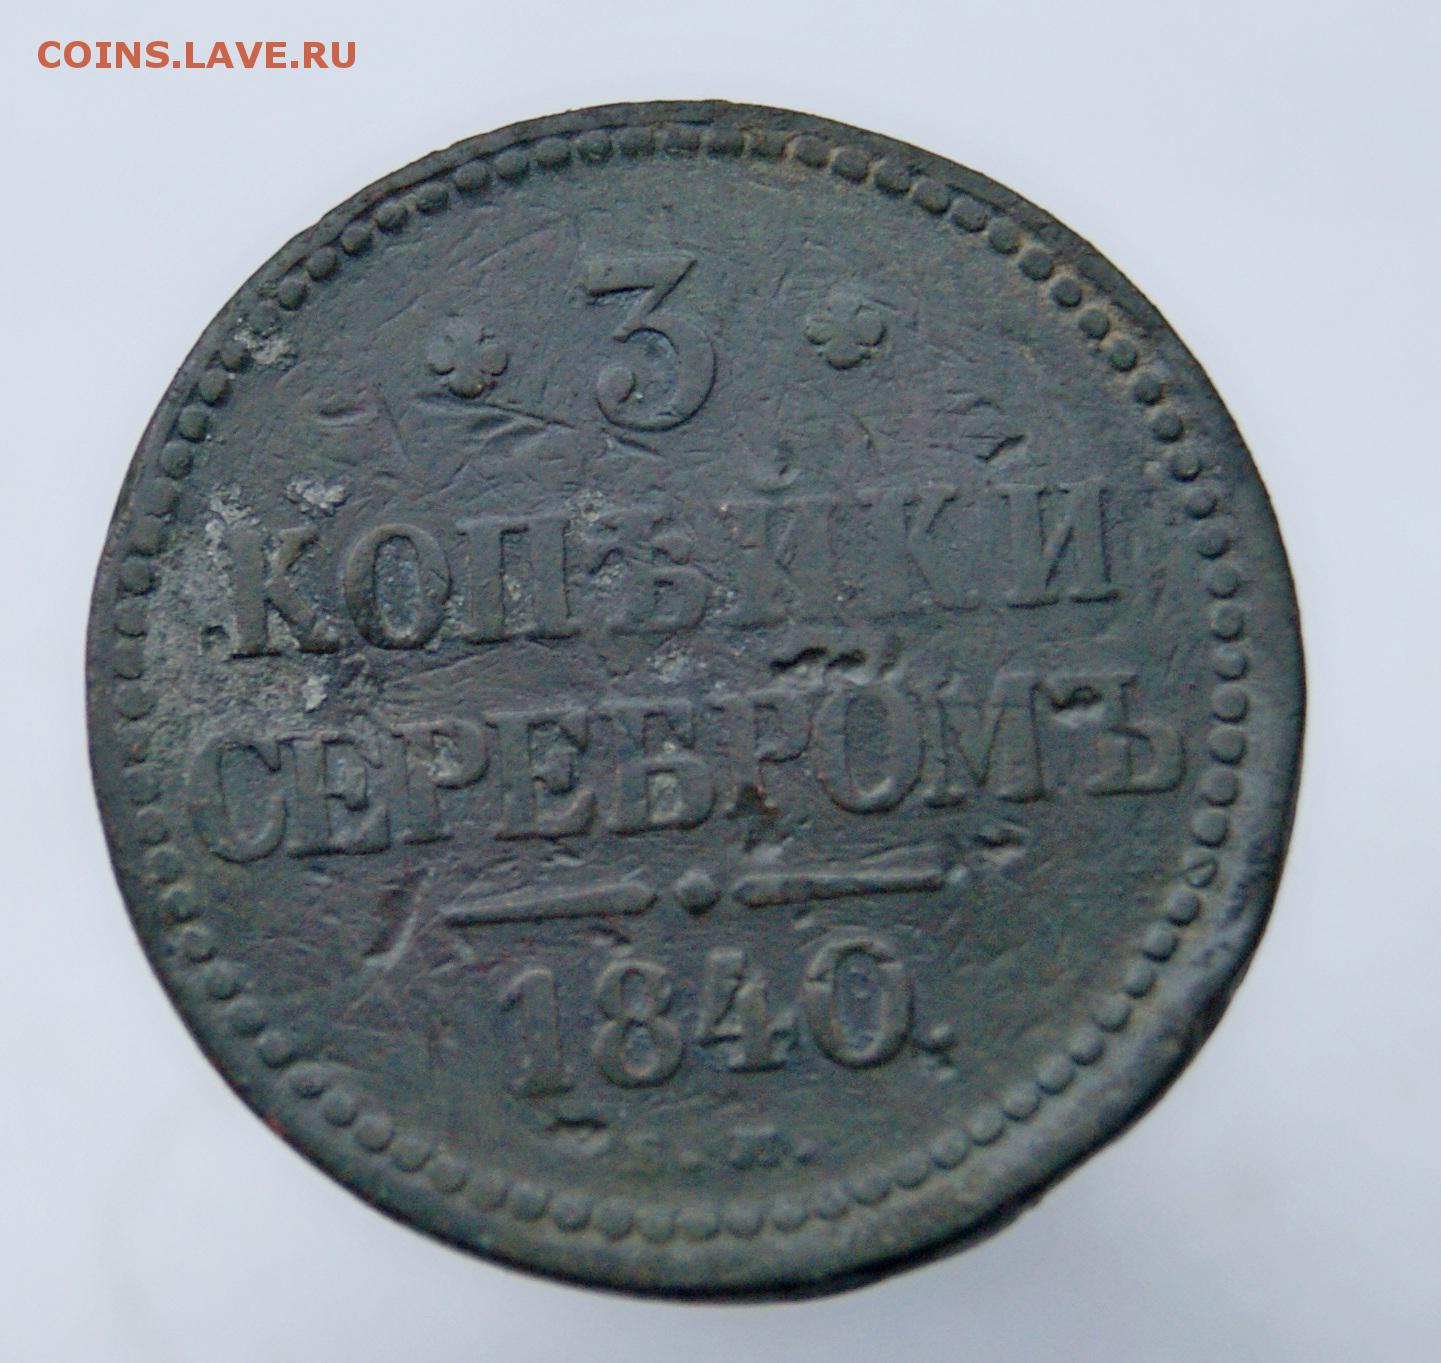 COINS.LAVE.RU
3
КОПѢЙКИ
СЕРЕБРОМЪ
1840.